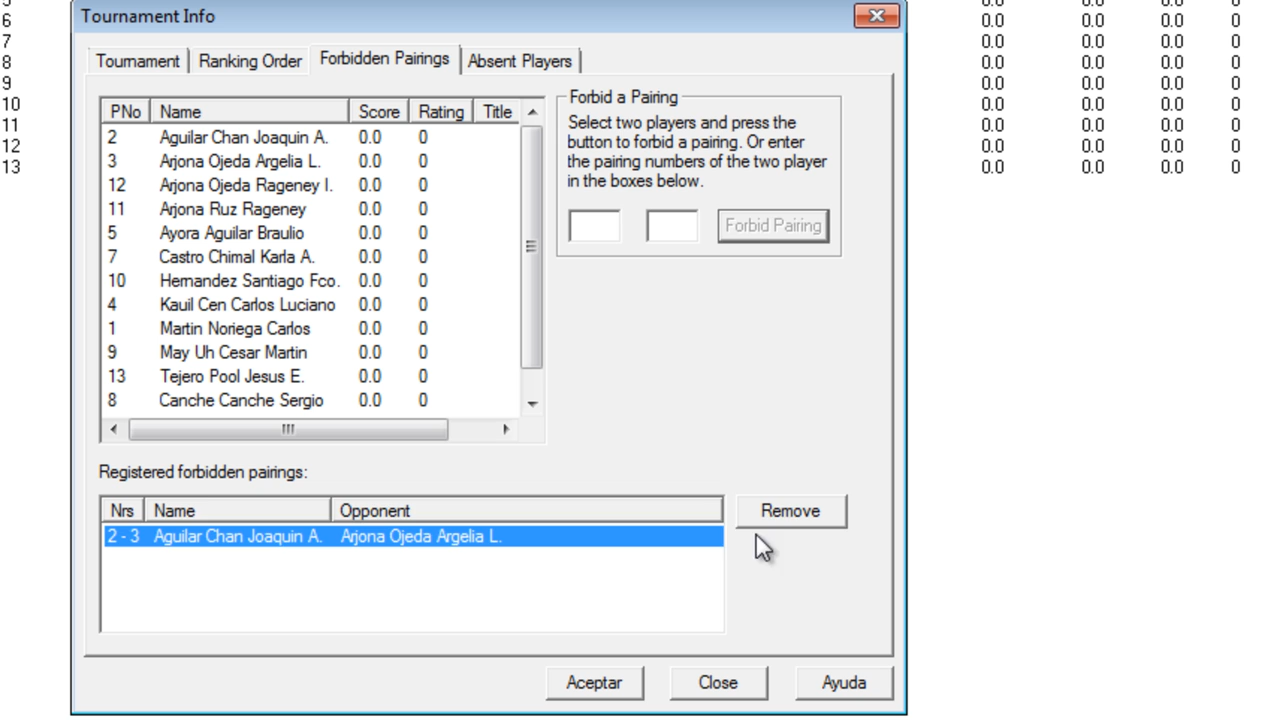 Tournament Info
Tournament Ranking Order Forbidden Pairings Absent Players
PNo Name Score Rating Title
2 Aguilar Chan Joaquin A. 0.0 0
3 Arjona Ojeda Argelia L. 0.0 0
12 Arjona Ojeda Rageney I. 0.0 0
11 Arjona Ruz Rageney 0.0 0
5 Ayora Aguilar Braulio 0.0 0
7 Castro Chimal Karla A. 0.0 0
10 Hernandez Santiago Fco. 0.0 0
4 Kauil Cen Carlos Luciano 0.0 0
1 Martin Noriega Carlos 0.0 0
9 May Uh Cesar Martin 0.0 0
13 Tejero Pool Jesus E. 0.0 0
8 Canche Canche Sergio 0.0 0
Forbid a Pairing
Select two players and press the
button to forbid a pairing. Or enter
the pairing numbers of the two player
in the boxes below.
Forbid Pairing
Registered forbidden pairings:
Nrs Name Opponent
2 - 3 Aguilar Chan Joaquin A. Arjona Ojeda Argelia L.
Remove
Aceptar Close Ayuda
6 0.0 0.0 0.0 0
7 0.0 0.0 0.0 0
8 0.0 0.0 0.0 0
9 0.0 0.0 0.0 0
10 0.0 0.0 0.0 0
11 0.0 0.0 0.0 0
12 0.0 0.0 0.0 0
13 0.0 0.0 0.0 0